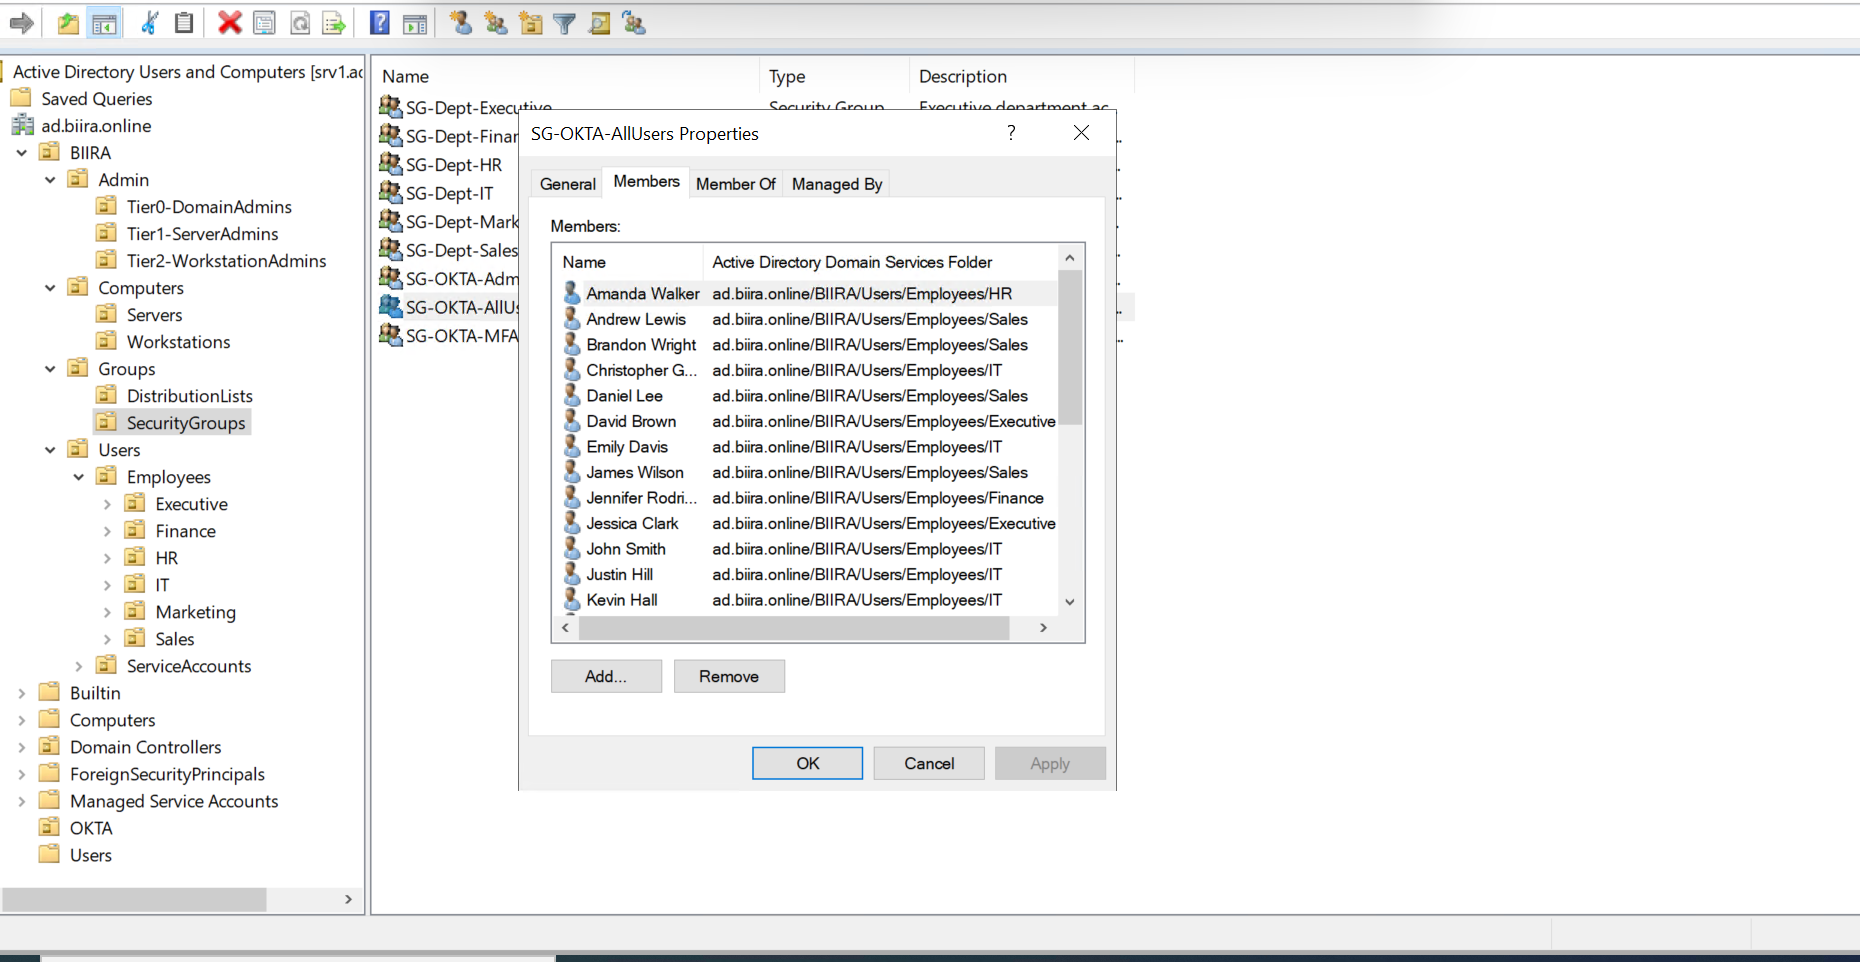 Active Directory Users and Computers [srv1.ac
Saved Queries
ad.biira.online
BIIRA
Admin
Tier0-DomainAdmins
Tier1-ServerAdmins
Tier2-WorkstationAdmins
Computers
Servers
Workstations
Groups
DistributionLists
SecurityGroups
Users
Employees
Executive
Finance
HR
IT
Marketing
Sales
ServiceAccounts
Builtin
Computers
Domain Controllers
ForeignSecurityPrincipals
Managed Service Accounts
OKTA
Users
Name Type Description
SG-Dept-Executive Security Group Executive department ac
SG-Dept-Finan
SG-Dept-HR
SG-Dept-IT
SG-Dept-Mark
SG-Dept-Sales
SG-OKTA-Adm
SG-OKTA-AllUs
SG-OKTA-MFA
SG-OKTA-AllUsers Properties ?
General Members Member Of Managed By
Members:
Name Active Directory Domain Services Folder
Amanda Walker ad.biira.online/BIIRA/Users/Employees/HR
Andrew Lewis ad.biira.online/BIIRA/Users/Employees/Sales
Brandon Wright ad.biira.online/BIIRA/Users/Employees/Sales
Christopher G... ad.biira.online/BIIRA/Users/Employees/IT
Daniel Lee ad.biira.online/BIIRA/Users/Employees/Sales
David Brown ad.biira.online/BIIRA/Users/Employees/Executive
Emily Davis ad.biira.online/BIIRA/Users/Employees/IT
James Wilson ad.biira.online/BIIRA/Users/Employees/Sales
Jennifer Rodri... ad.biira.online/BIIRA/Users/Employees/Finance
Jessica Clark ad.biira.online/BIIRA/Users/Employees/Executive
John Smith ad.biira.online/BIIRA/Users/Employees/IT
Justin Hill ad.biira.online/BIIRA/Users/Employees/IT
Kevin Hall ad.biira.online/BIIRA/Users/Employees/IT
Add... Remove
OK Cancel Apply